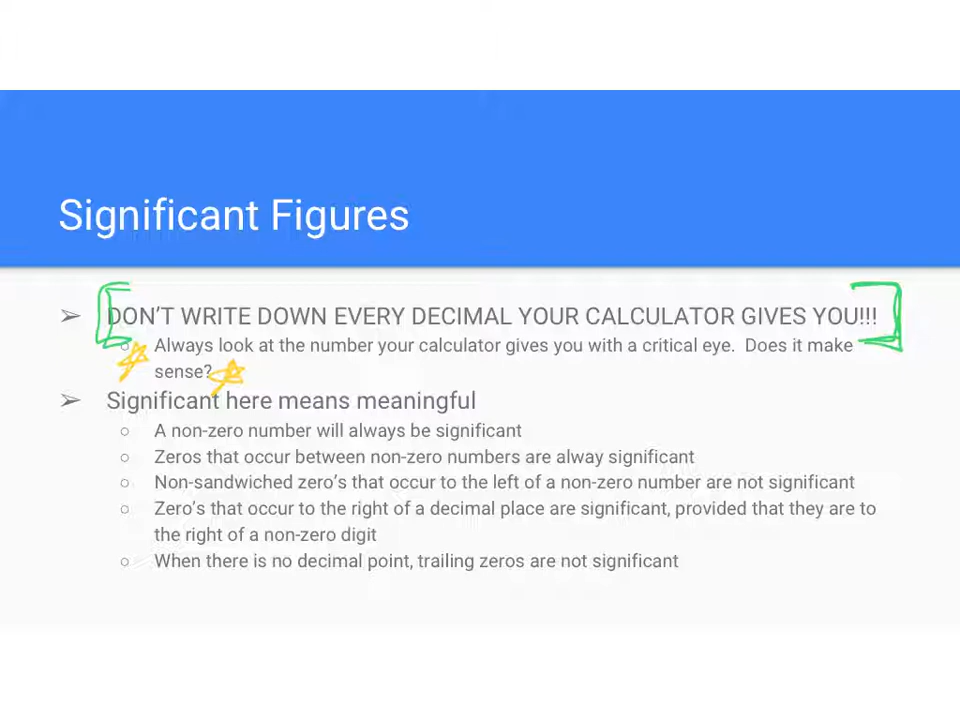 Significant Figures
➢ DON'T WRITE DOWN EVERY DECIMAL YOUR CALCULATOR GIVES YOU!!!
○ Always look at the number your calculator gives you with a critical eye. Does it make
sense?
➢ Significant here means meaningful
○ A non-zero number will always be significant
○ Zeros that occur between non-zero numbers are alway significant
○ Non-sandwiched zero's that occur to the left of a non-zero number are not significant
○ Zero's that occur to the right of a decimal place are significant, provided that they are to
the right of a non-zero digit
○ When there is no decimal point, trailing zeros are not significant